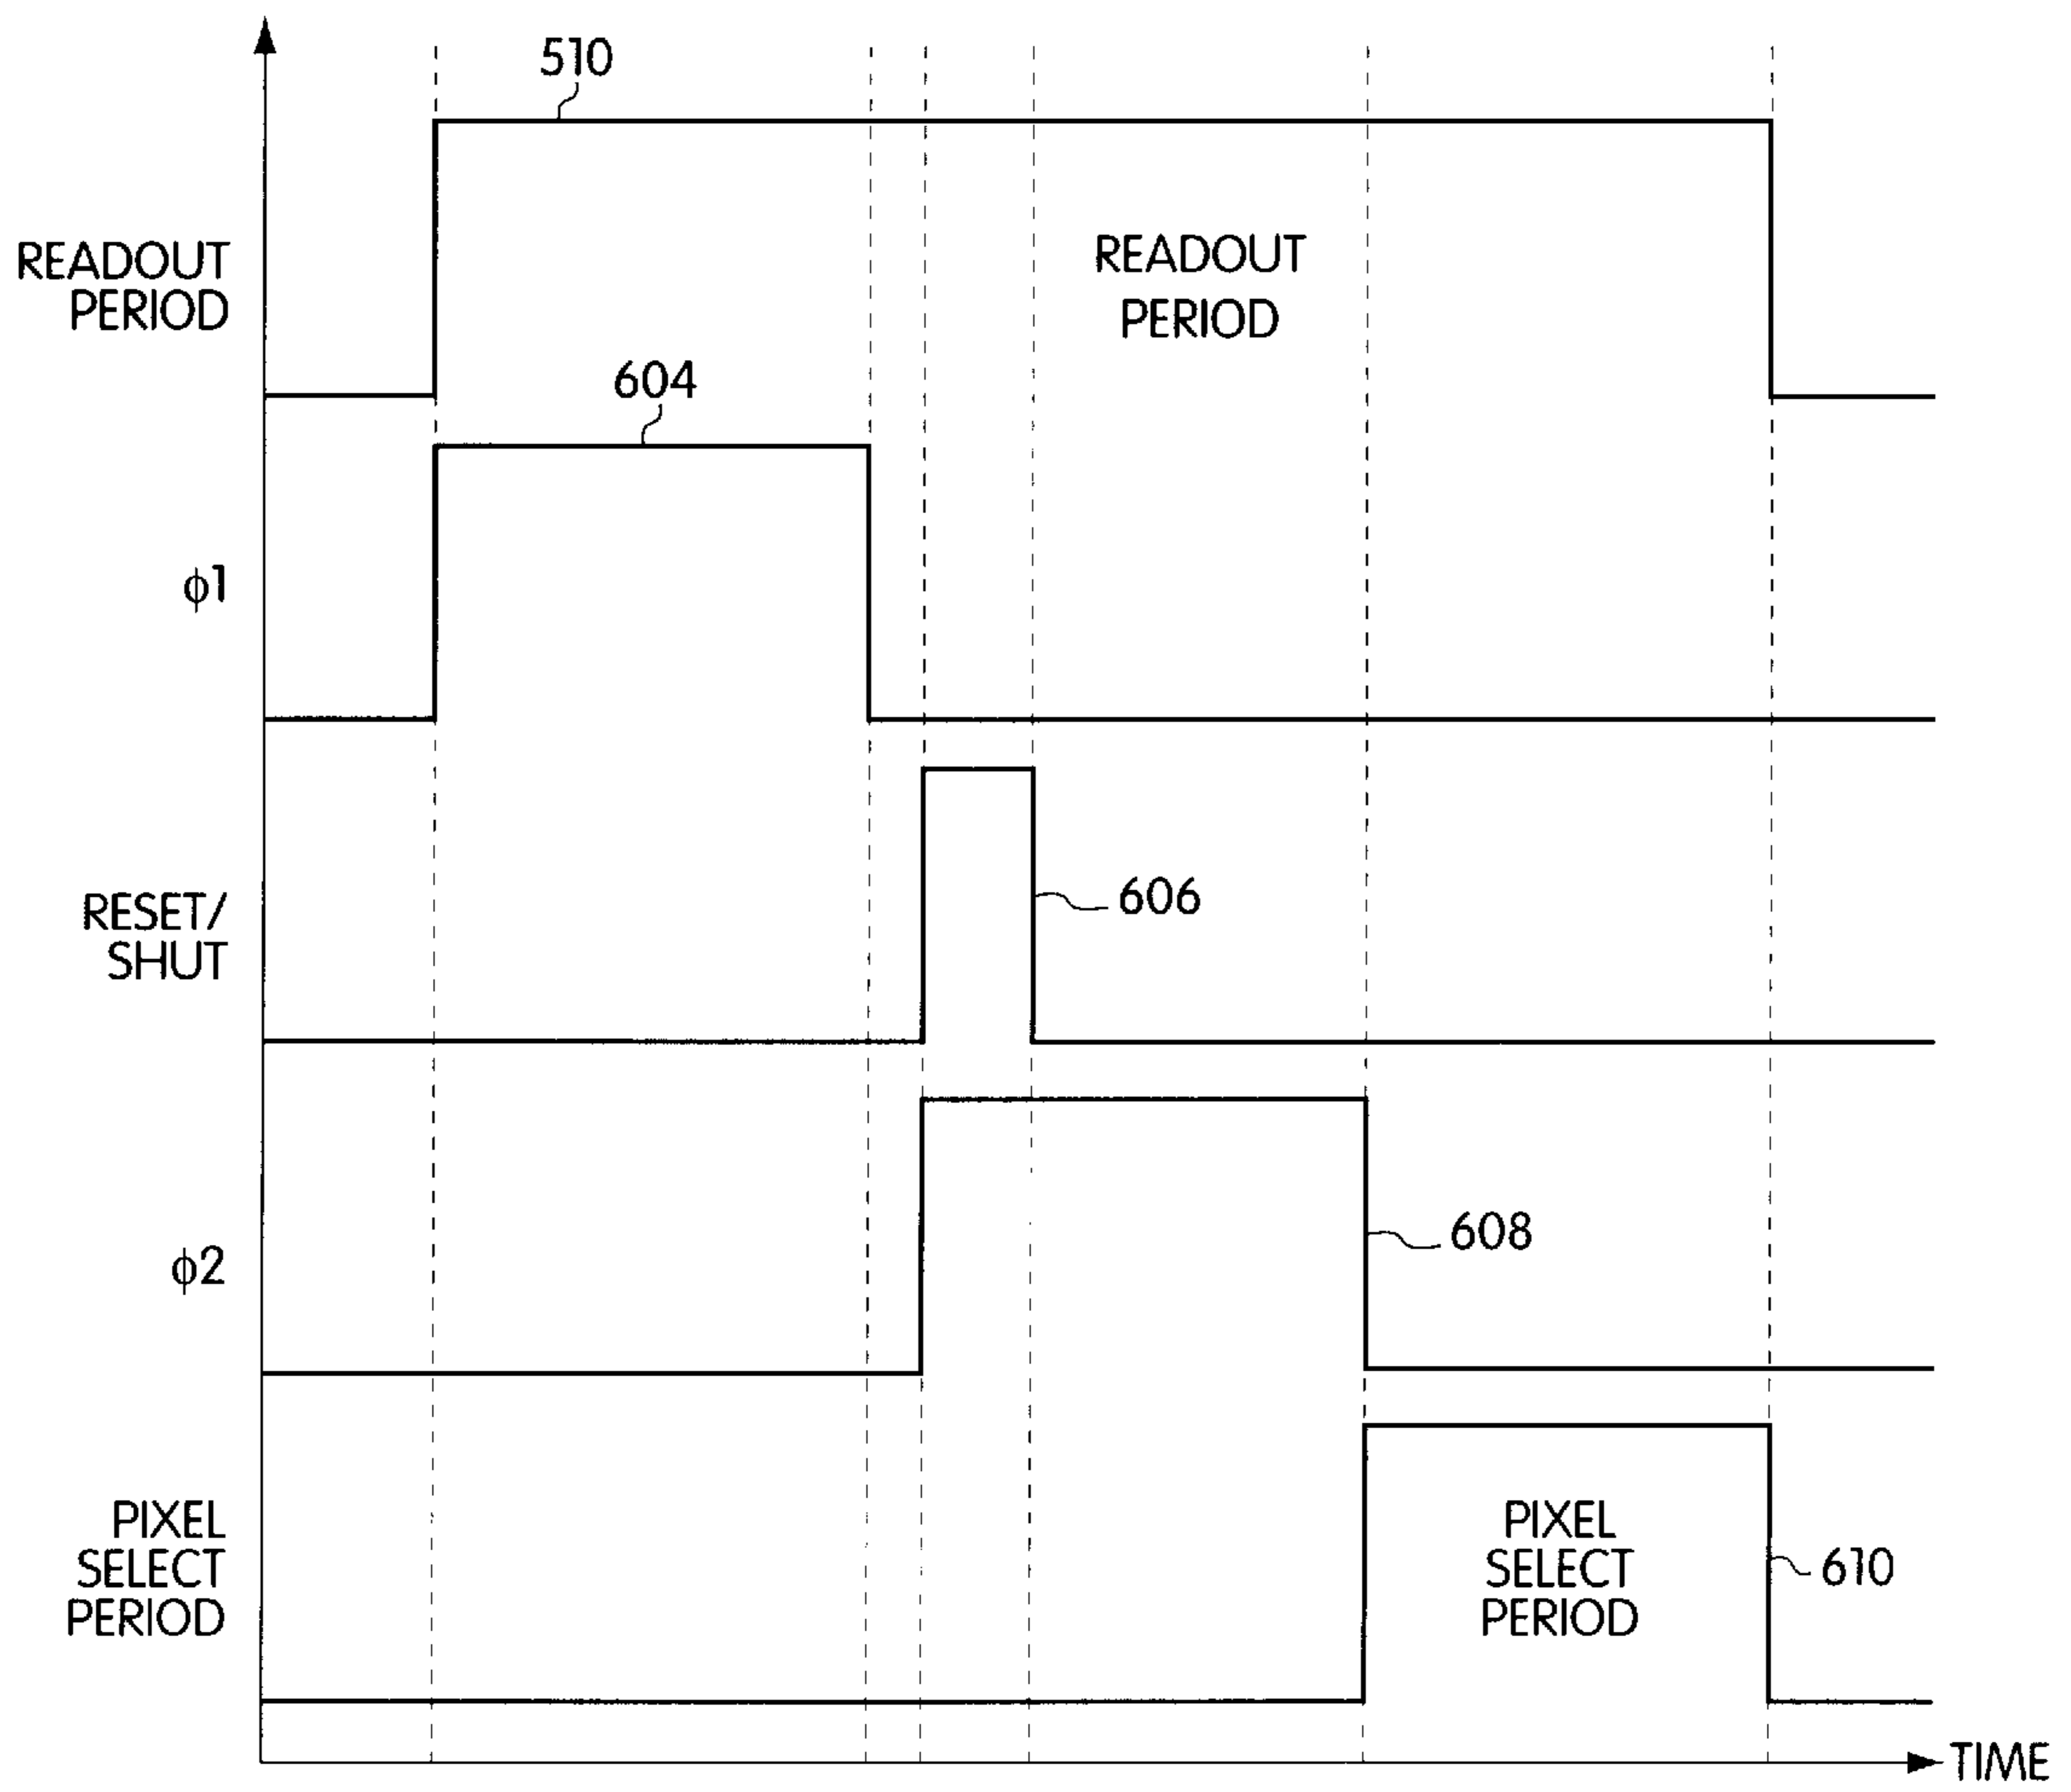 510
READOUT
PERIOD
READOUT
PERIOD
604
φ1
RESET/
SHUT
606
φ2
608
PIXEL
SELECT
PERIOD
PIXEL
SELECT
PERIOD
610
TIME